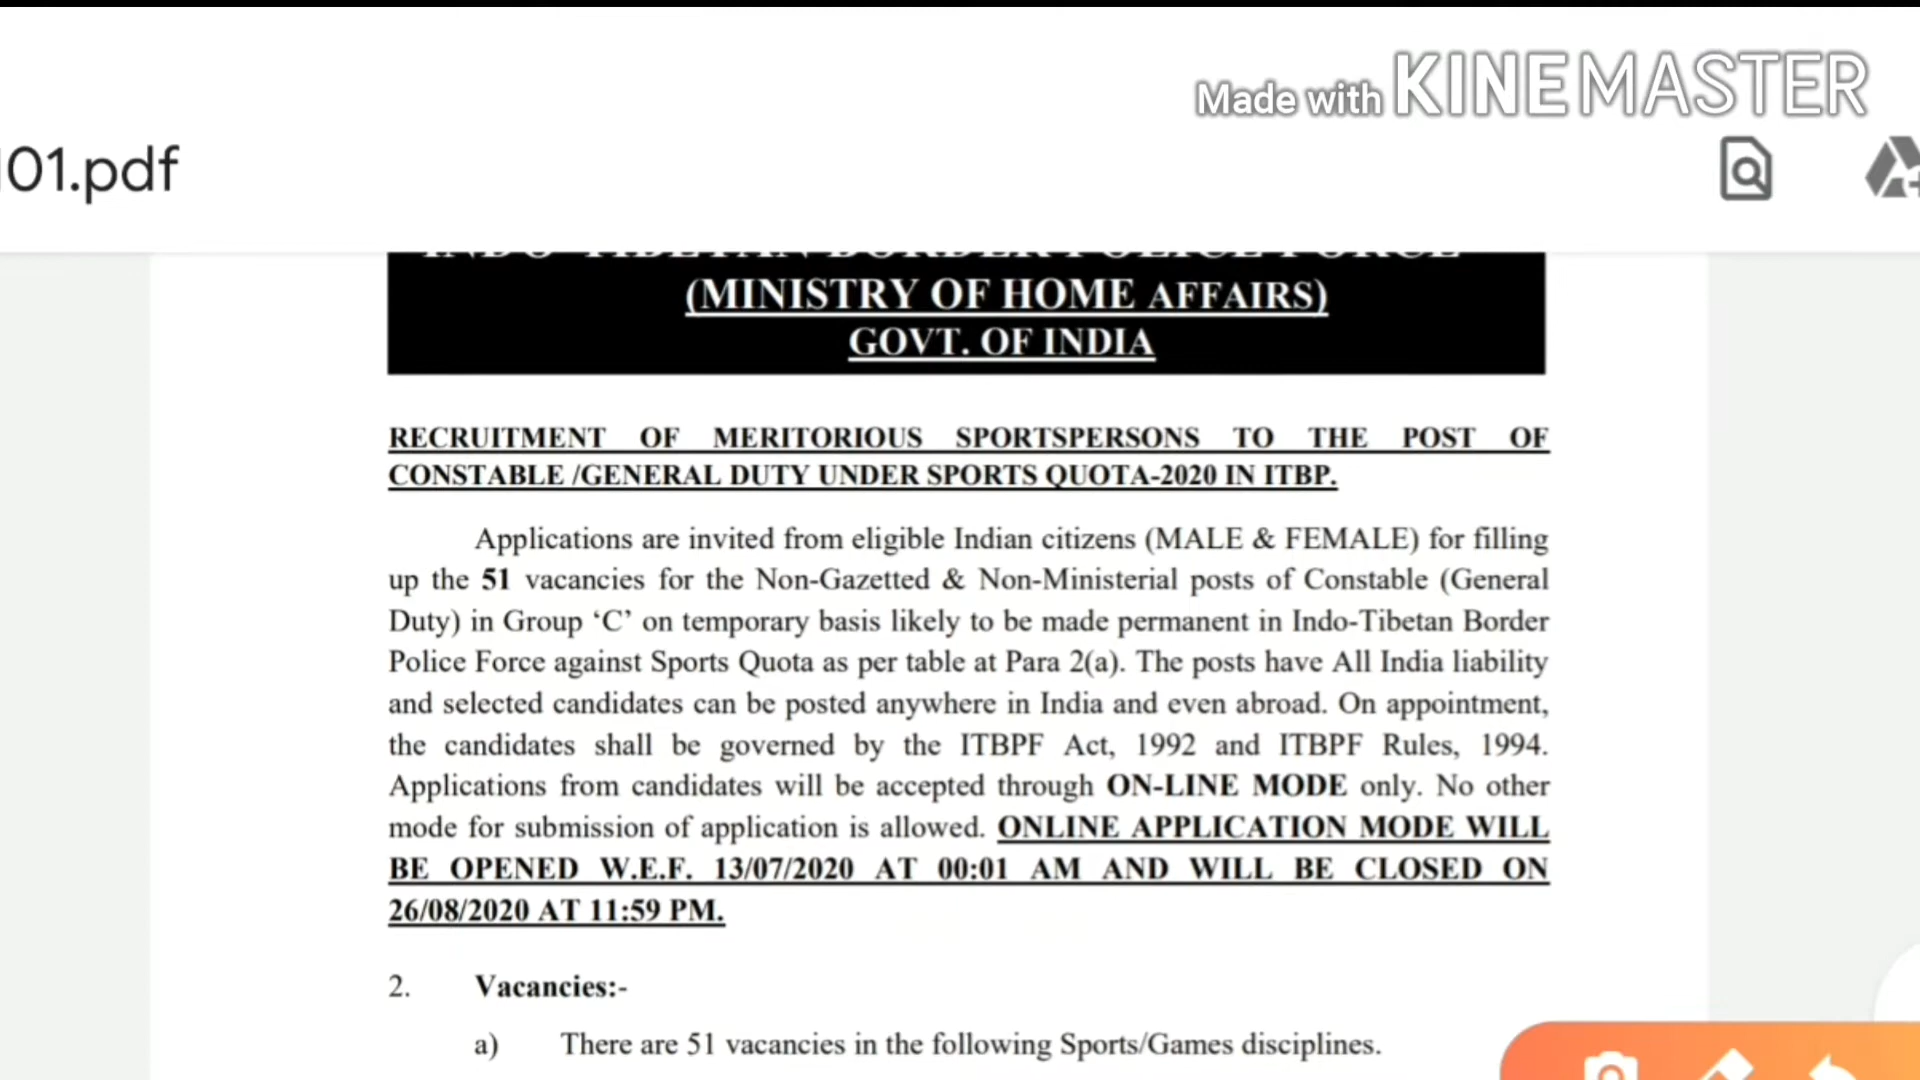 Made with KINEMASTER
101.pdf
INDO-TIBETAN BORDER POLICE FORCE
(MINISTRY OF HOME AFFAIRS)
GOVT. OF INDIA
RECRUITMENT OF MERITORIOUS SPORTSPERSONS TO THE POST OF
CONSTABLE /GENERAL DUTY UNDER SPORTS QUOTA-2020 IN ITBP.
Applications are invited from eligible Indian citizens (MALE & FEMALE) for filling
up the 51 vacancies for the Non-Gazetted & Non-Ministerial posts of Constable (General
Duty) in Group ‘C’ on temporary basis likely to be made permanent in Indo-Tibetan Border
Police Force against Sports Quota as per table at Para 2(a). The posts have All India liability
and selected candidates can be posted anywhere in India and even abroad. On appointment,
the candidates shall be governed by the ITBPF Act, 1992 and ITBPF Rules, 1994.
Applications from candidates will be accepted through ON-LINE MODE only. No other
mode for submission of application is allowed. ONLINE APPLICATION MODE WILL
BE OPENED W.E.F. 13/07/2020 AT 00:01 AM AND WILL BE CLOSED ON
26/08/2020 AT 11:59 PM.
2. Vacancies:-
a) There are 51 vacancies in the following Sports/Games disciplines.